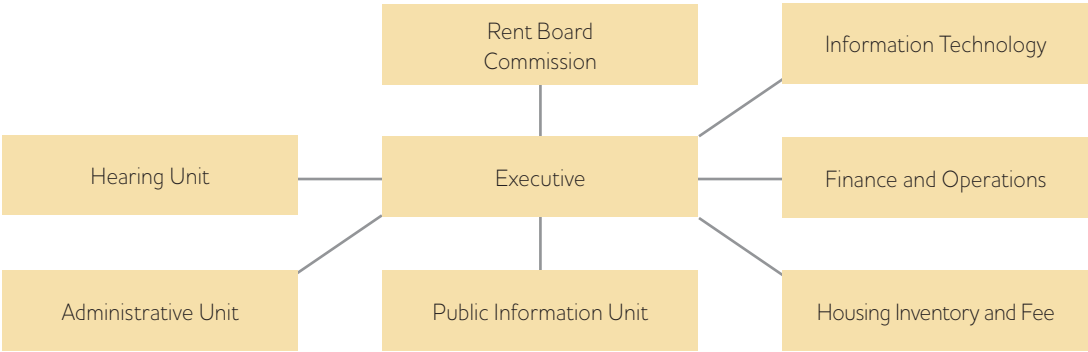 Rent Board
Commission
Information Technology
Hearing Unit
Executive
Finance and Operations
Administrative Unit
Public Information Unit
Housing Inventory and Fee